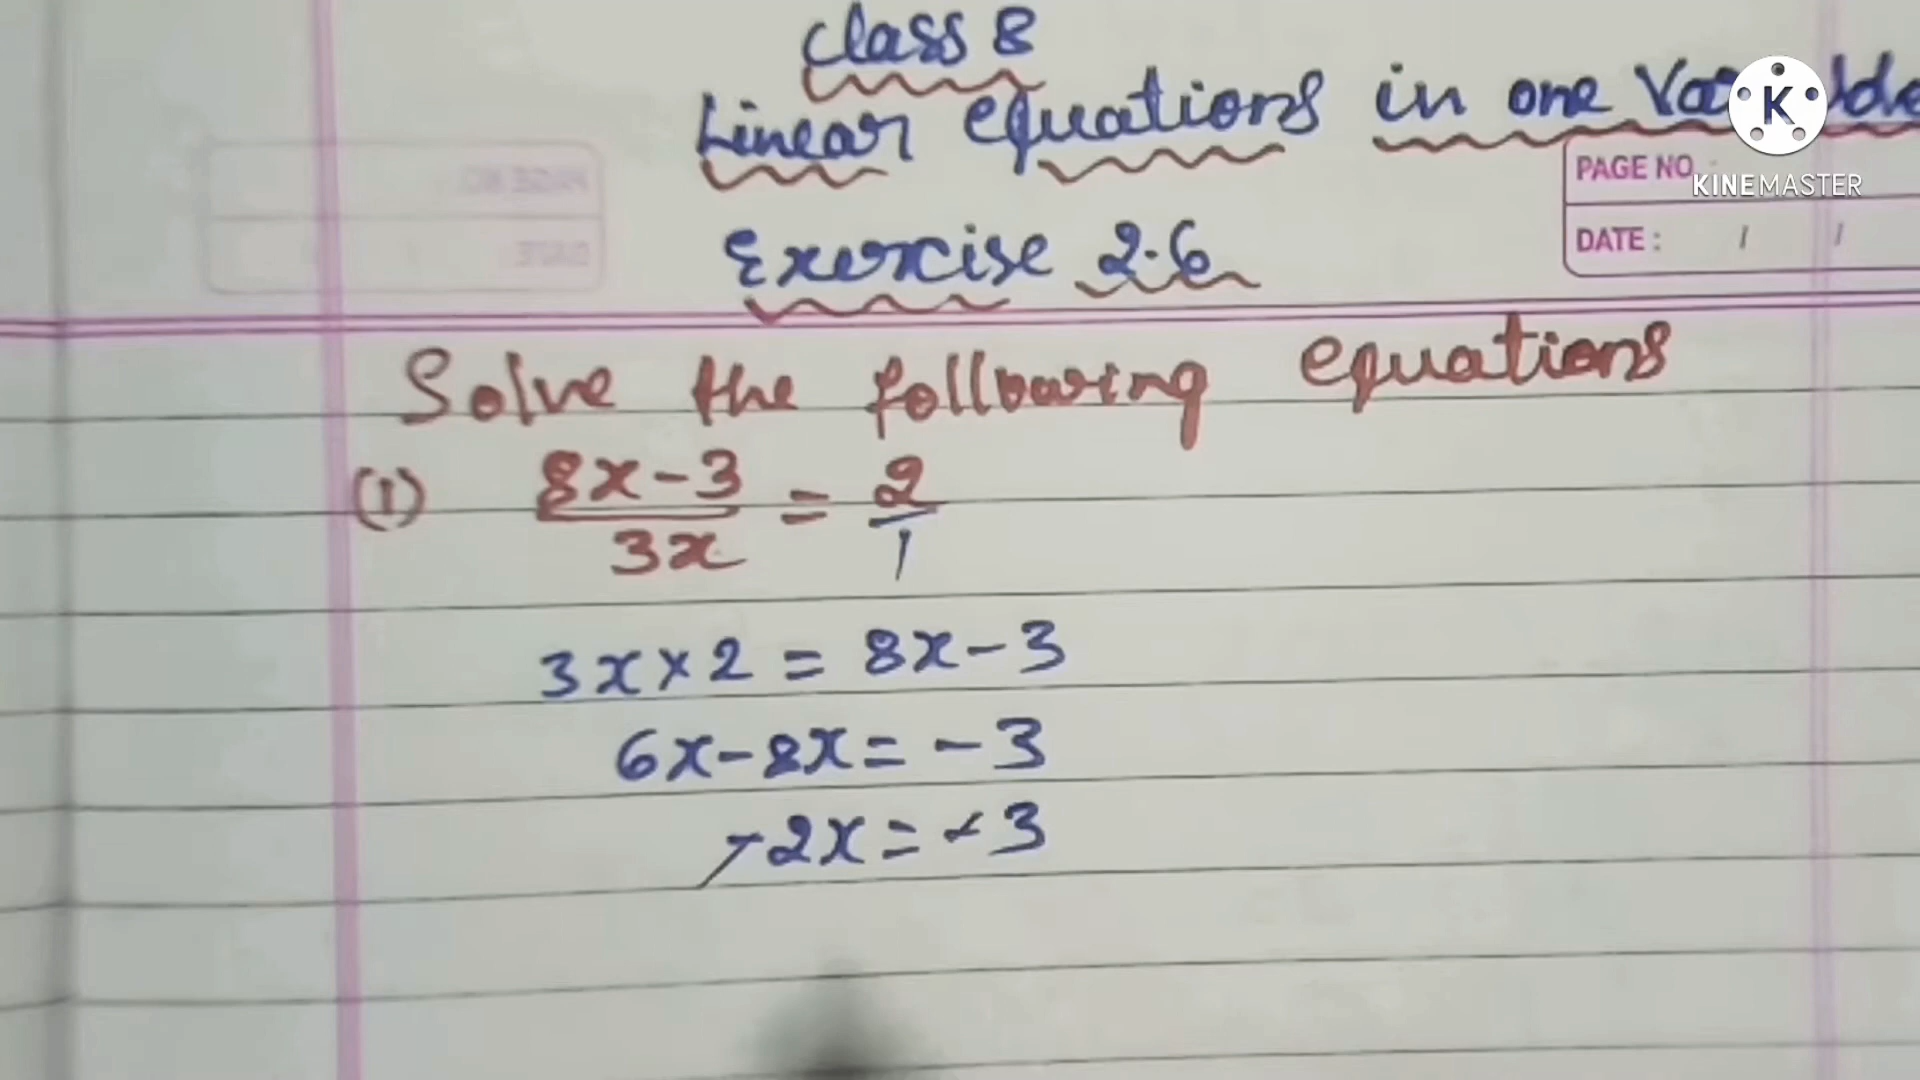 Class 8
Linear equations in one Variable
PAGE NO.
KINEMASTER
DATE: / /
Exercise 2.6
Solve the following equations
(1) 8x-3/3x = 2/1
3x×2 = 8x-3
6x-8x = -3
-2x = -3